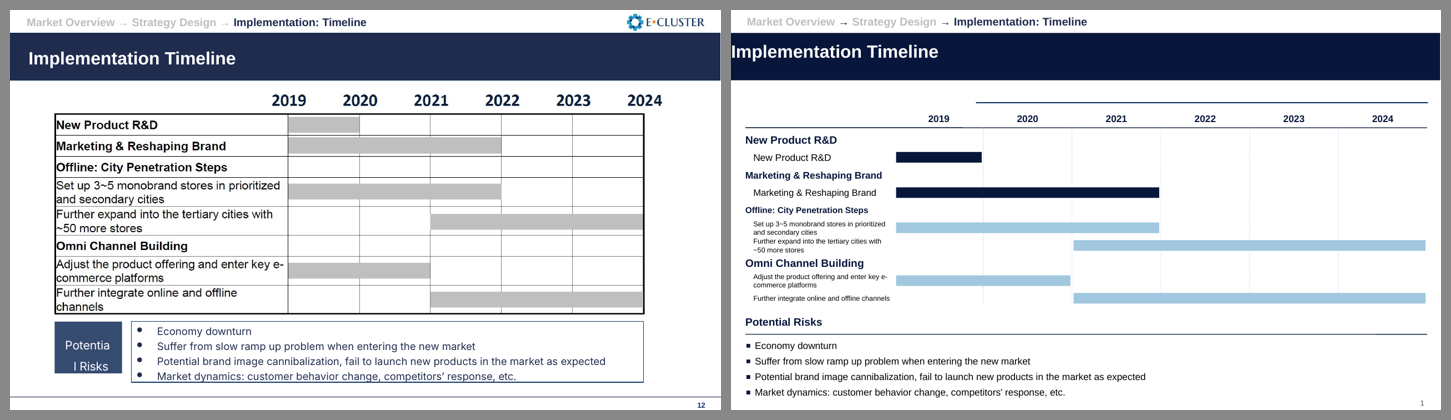 Market Overview → Strategy Design → Implementation: Timeline
E•CLUSTER
Implementation Timeline
2019 2020 2021 2022 2023 2024
New Product R&D
Marketing & Reshaping Brand
Offline: City Penetration Steps
Set up 3~5 monobrand stores in prioritized
and secondary cities
Further expand into the tertiary cities with
~50 more stores
Omni Channel Building
Adjust the product offering and enter key e-
commerce platforms
Further integrate online and offline
channels
Potentia
l Risks
● Economy downturn
● Suffer from slow ramp up problem when entering the new market
● Potential brand image cannibalization, fail to launch new products in the market as expected
● Market dynamics: customer behavior change, competitors' response, etc.
12
Market Overview → Strategy Design → Implementation: Timeline
Implementation Timeline
2019 2020 2021 2022 2023 2024
New Product R&D
New Product R&D
Marketing & Reshaping Brand
Marketing & Reshaping Brand
Offline: City Penetration Steps
Set up 3~5 monobrand stores in prioritized
and secondary cities
Further expand into the tertiary cities with
~50 more stores
Omni Channel Building
Adjust the product offering and enter key e-
commerce platforms
Further integrate online and offline channels
Potential Risks
▪ Economy downturn
▪ Suffer from slow ramp up problem when entering the new market
▪ Potential brand image cannibalization, fail to launch new products in the market as expected
▪ Market dynamics: customer behavior change, competitors' response, etc.
1